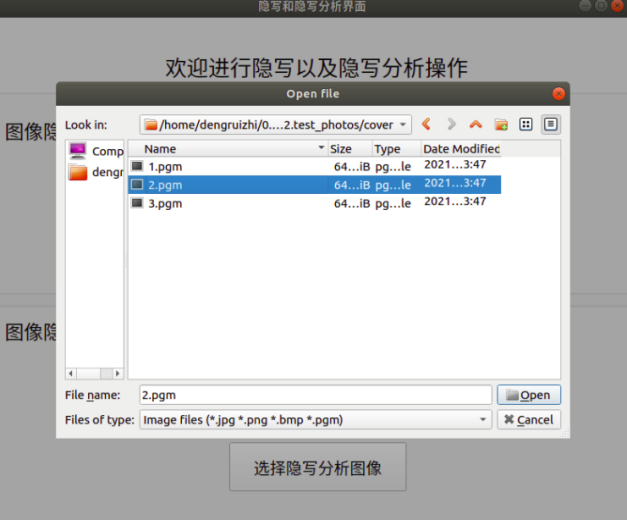 隐写和隐写分析界面
欢迎进行隐写以及隐写分析操作
Open file
Look in: /home/dengruizhi/0....2.test_photos/cover
图像隐
Comp
dengr
Name Size Type Date Modified
1.pgm 64...iB pg...le 2021...3:47
2.pgm 64...iB pg...le 2021...3:47
3.pgm 64...iB pg...le 2021...3:47
图像隐
File name: 2.pgm Open
Files of type: Image files (*.jpg *.png *.bmp *.pgm) Cancel
选择隐写分析图像